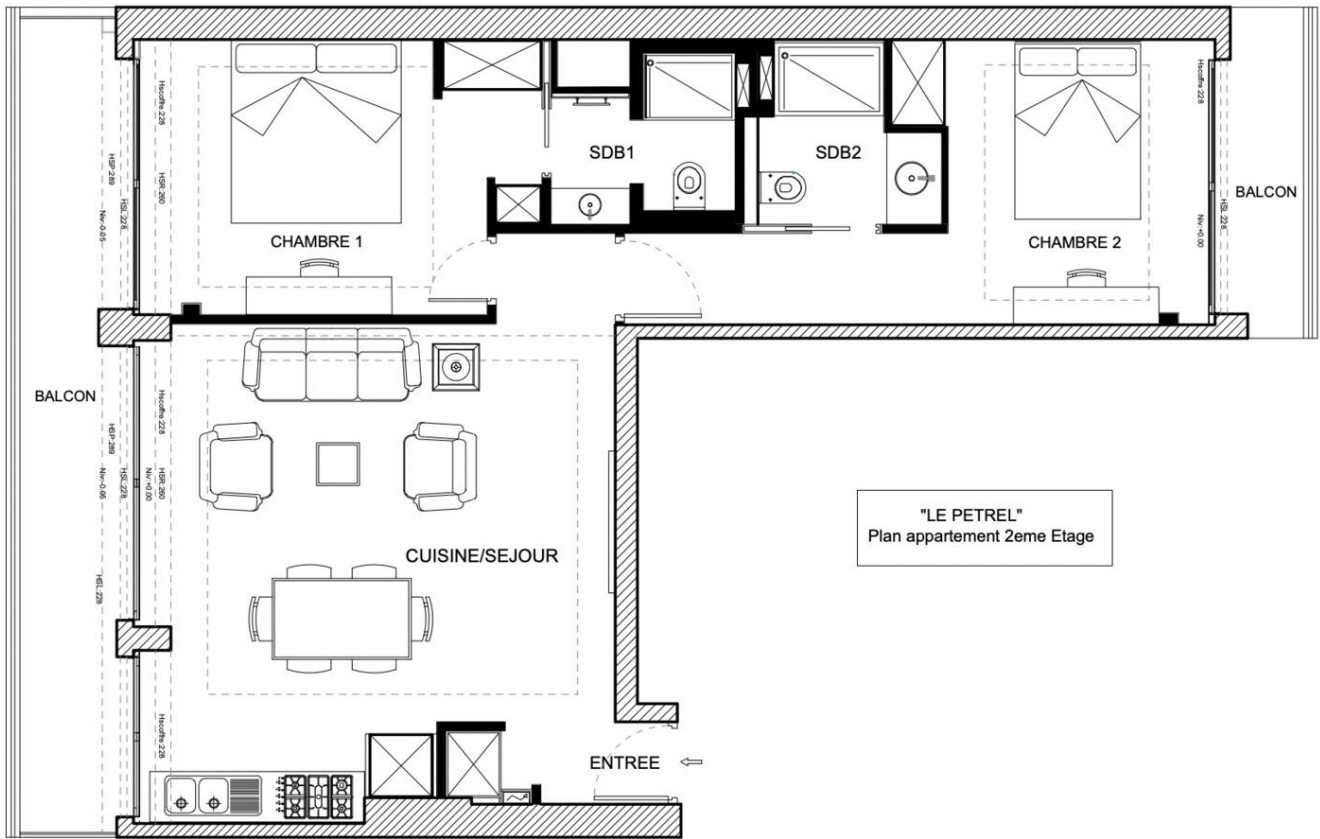 Hscoffre:228
HSP:289
HSR:260
HSL:228
Niv:-0.05
SDB1
SDB2
Hscoffre:228
HSL:228
Niv:+0.00
BALCON
CHAMBRE 1
CHAMBRE 2
BALCON
Hscoffre:228
HSP:289
HSR:260
HSL:228
Niv:+0.00
Niv:-0.05
"LE PETREL"
Plan appartement 2eme Etage
CUISINE/SEJOUR
HSL:228
Hscoffre:228
ENTREE